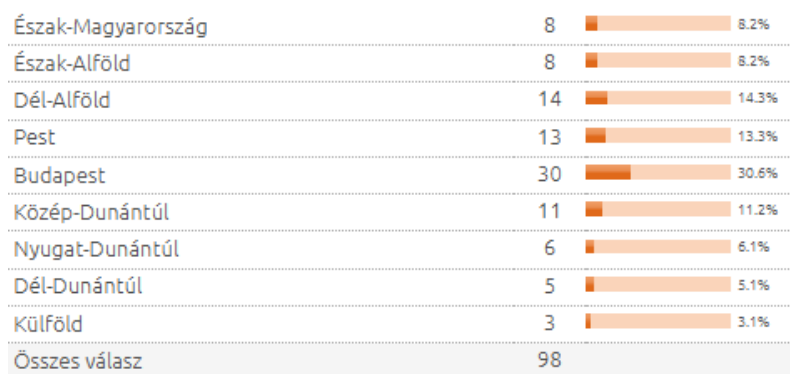 Észak-Magyarország 8 8.2%
Észak-Alföld 8 8.2%
Dél-Alföld 14 14.3%
Pest 13 13.3%
Budapest 30 30.6%
Közép-Dunántúl 11 11.2%
Nyugat-Dunántúl 6 6.1%
Dél-Dunántúl 5 5.1%
Külföld 3 3.1%
Összes válasz 98